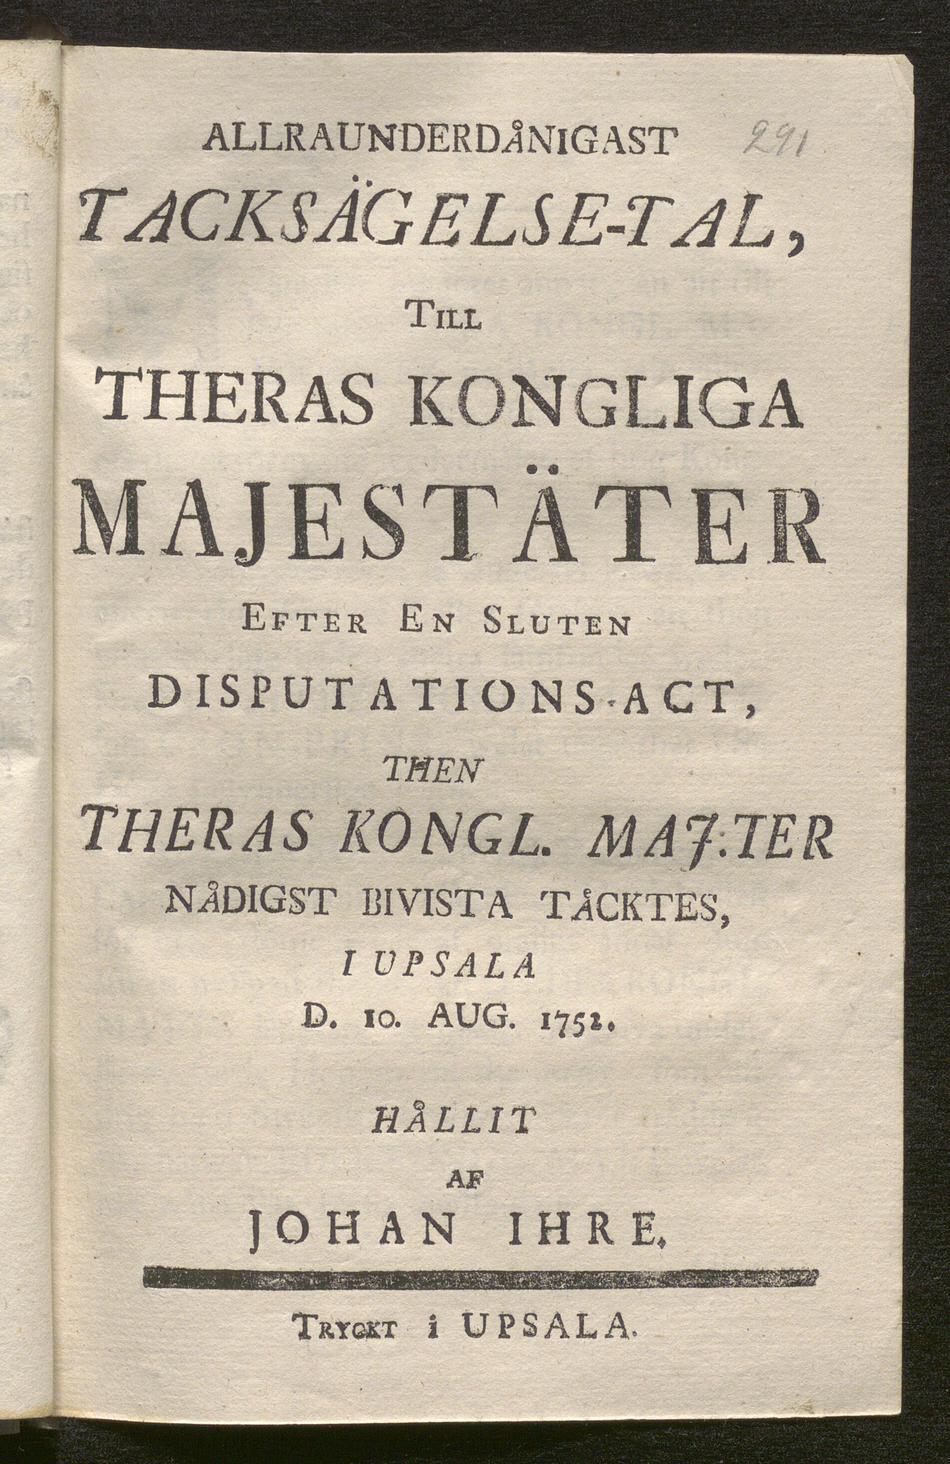 291
ALLRAUNDERDÅNIGAST
TACKSÄGELSE-TAL,
TILL
THERAS KONGLIGA
MAJESTÄTER
EFTER EN SLUTEN
DISPUTATIONS-ACT,
THEN
THERAS KONGL. MAJ:TER
NÅDIGST BIVISTA TÅCKTES,
I UPSALA
D. 10. AUG. 1752.
HÅLLIT
AF
JOHAN IHRE.
TRYCKT i UPSALA.